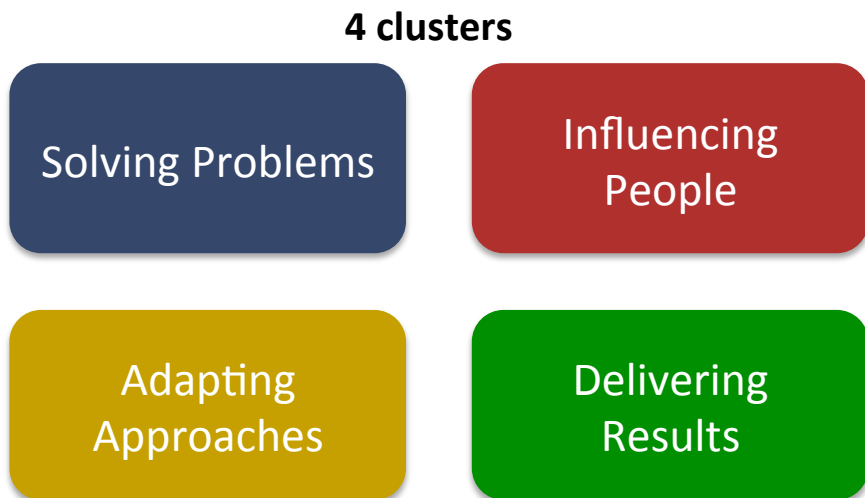 4 clusters
Solving Problems
Influencing
People
Adapting
Approaches
Delivering
Results